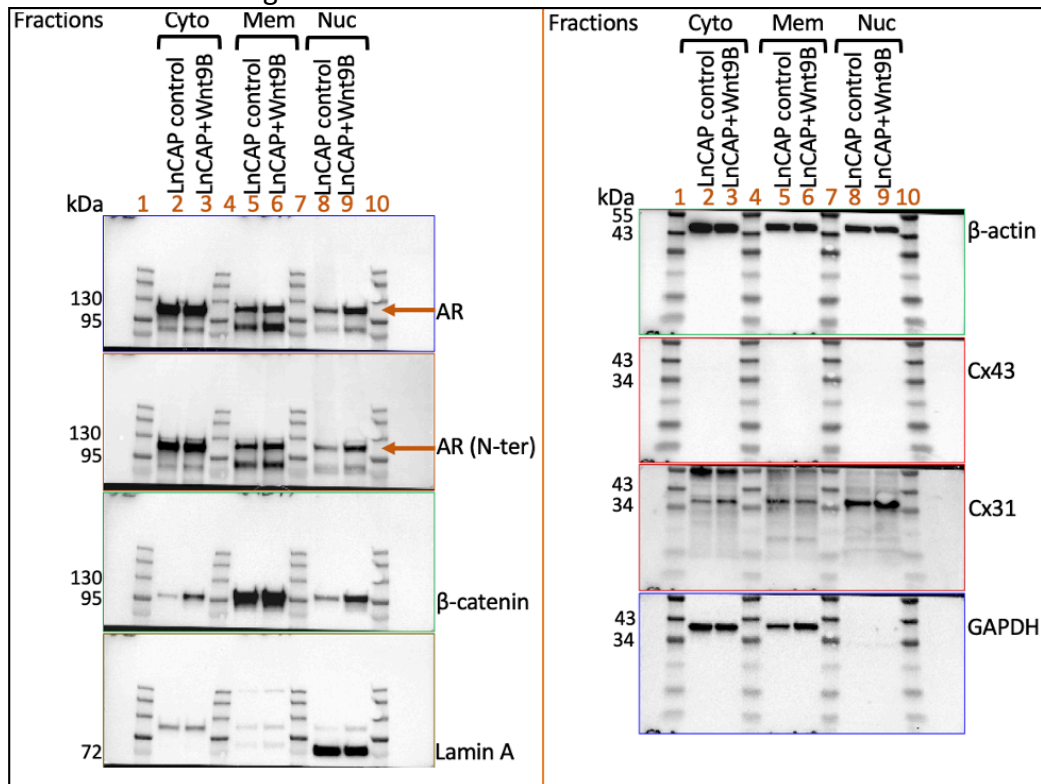 Fractions Cyto Mem Nuc
LnCAP control
LnCAP+Wnt9B
LnCAP control
LnCAP+Wnt9B
LnCAP control
LnCAP+Wnt9B
kDa 1 2 3 4 5 6 7 8 9 10
130
95
AR
130
95
AR (N-ter)
130
95
β-catenin
72
Lamin A
Fractions Cyto Mem Nuc
LnCAP control
LnCAP+Wnt9B
LnCAP control
LnCAP+Wnt9B
LnCAP control
LnCAP+Wnt9B
kDa 1 2 3 4 5 6 7 8 9 10
55
43
β-actin
43
34
Cx43
43
34
Cx31
43
34
GAPDH